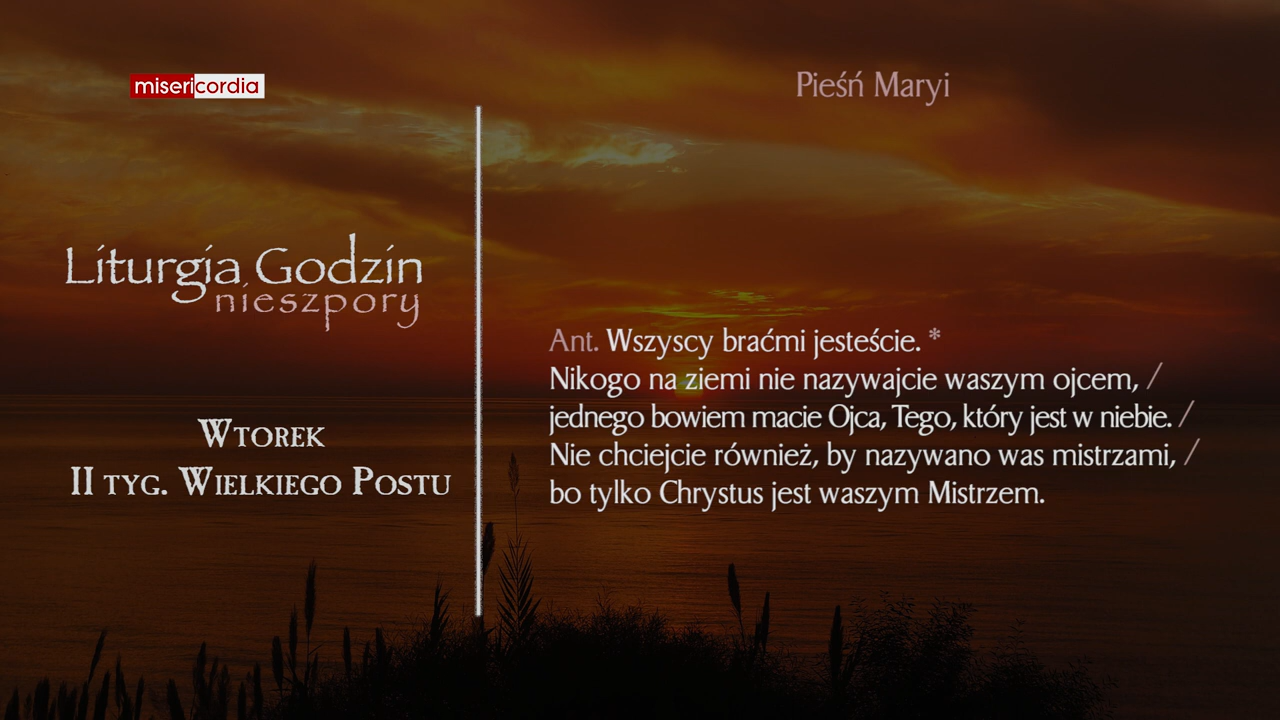 misericordia
Liturgia Godzin
nieszpory
Wtorek
II tyg. Wielkiego Postu
Pieśń Maryi
Ant. Wszyscy braćmi jesteście. *
Nikogo na ziemi nie nazywajcie waszym ojcem, /
jednego bowiem macie Ojca, Tego, który jest w niebie. /
Nie chciejcie również, by nazywano was mistrzami, /
bo tylko Chrystus jest waszym Mistrzem.